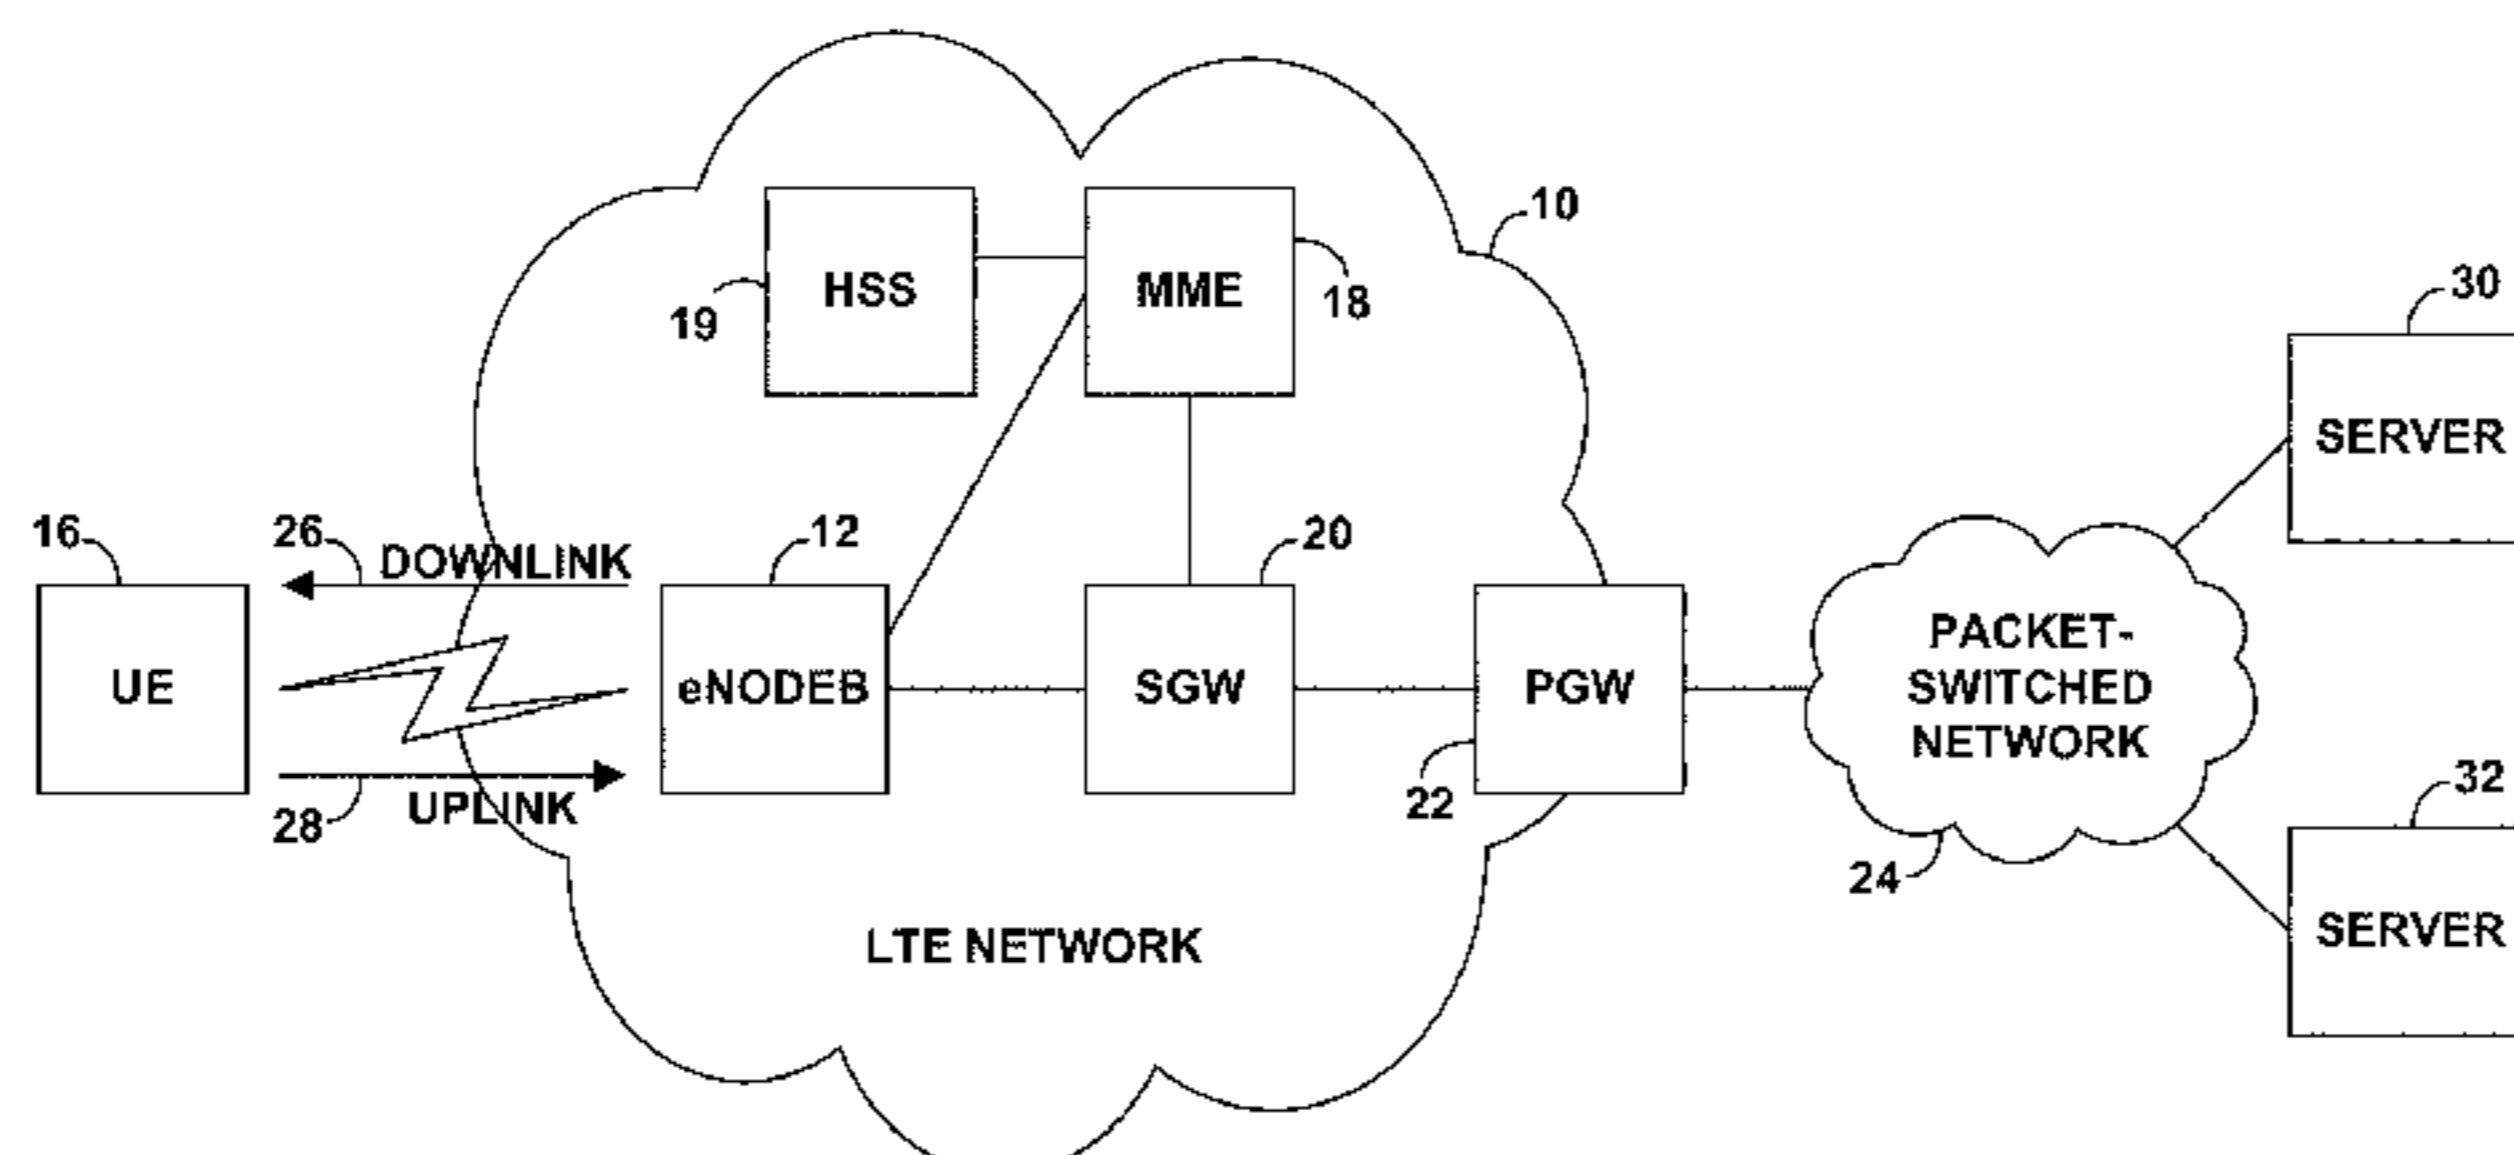 10
HSS
MME
19
18
30
SERVER
16
26
DOWNLINK
12
20
UE
eNODEB
SGW
PGW
PACKET-
SWITCHED
NETWORK
28
UPLINK
22
24
32
SERVER
LTE NETWORK